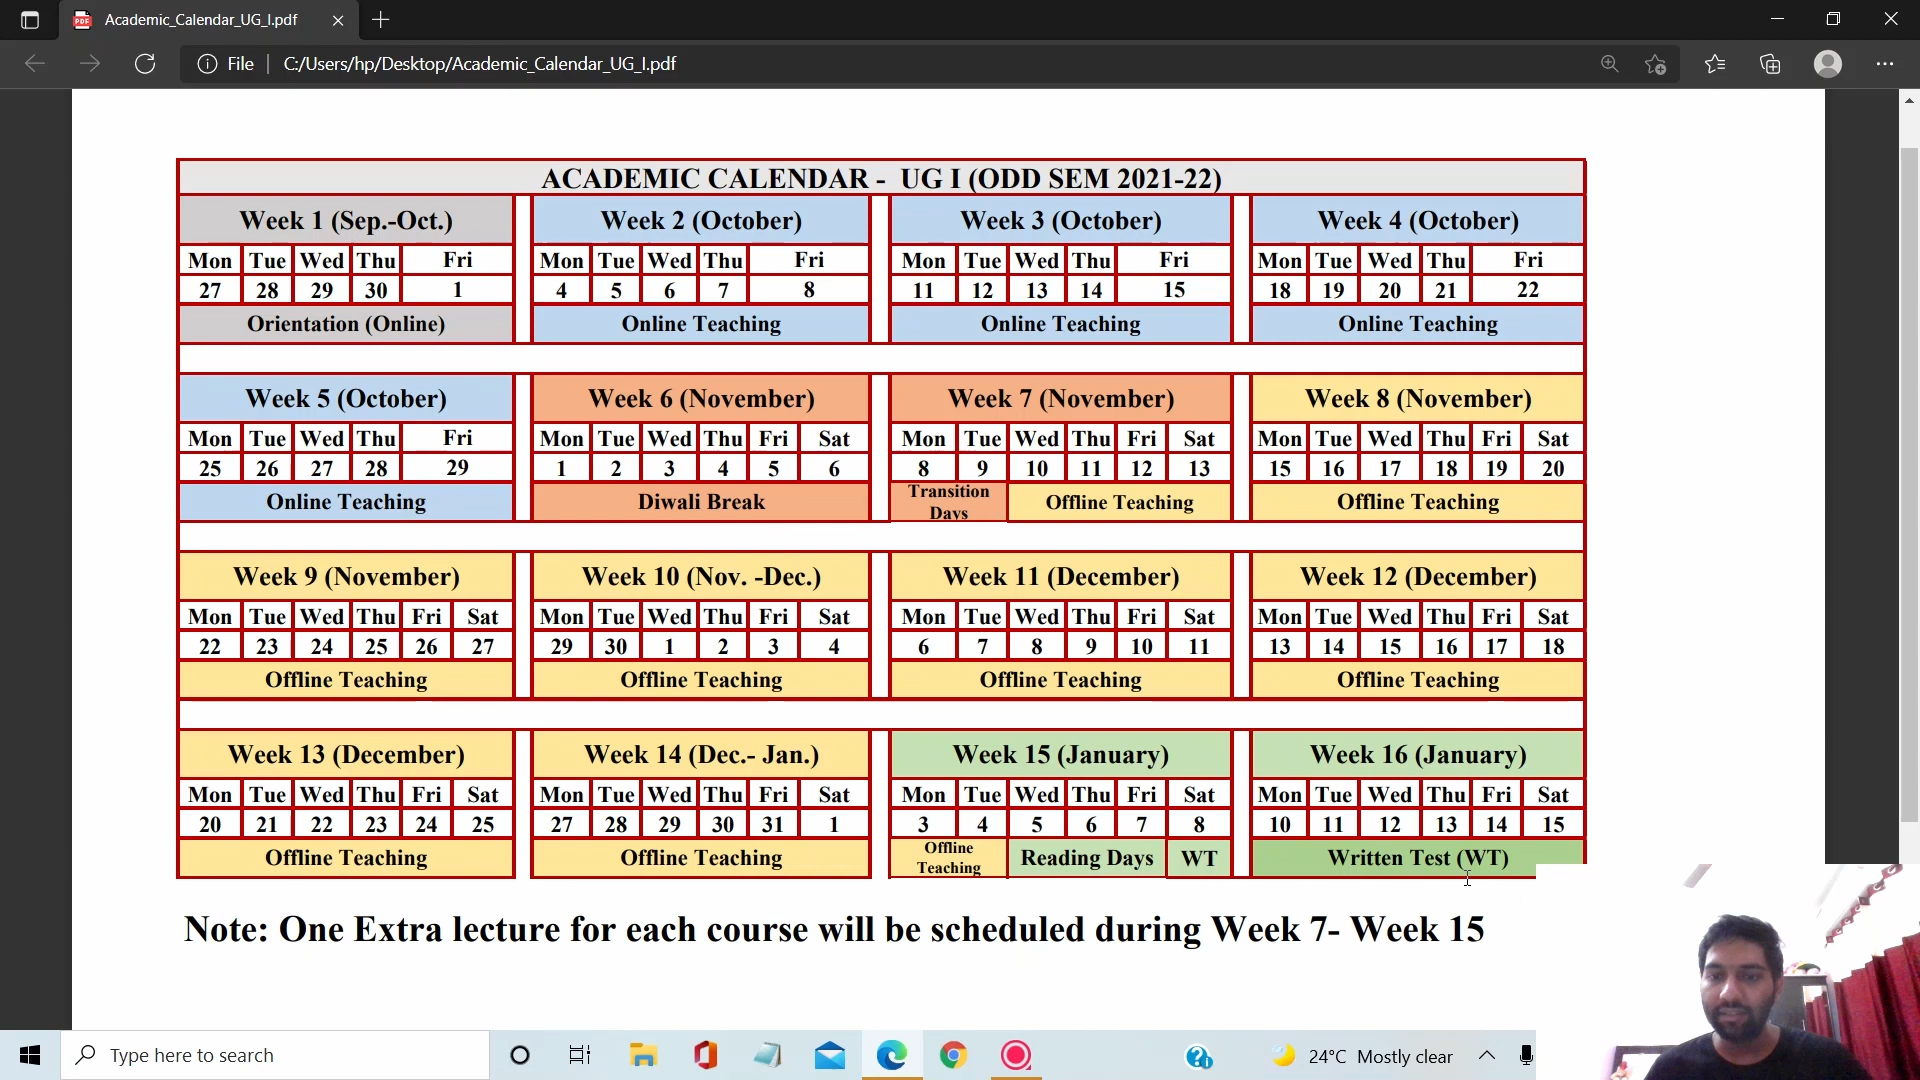 Academic_Calendar_UG_I.pdf
File | C:/Users/hp/Desktop/Academic_Calendar_UG_I.pdf
ACADEMIC CALENDAR - UG I (ODD SEM 2021-22)
Week 1 (Sep.-Oct.) Week 2 (October) Week 3 (October) Week 4 (October)
Mon Tue Wed Thu Fri Mon Tue Wed Thu Fri Mon Tue Wed Thu Fri Mon Tue Wed Thu Fri
27 28 29 30 1 4 5 6 7 8 11 12 13 14 15 18 19 20 21 22
Orientation (Online) Online Teaching Online Teaching Online Teaching
Week 5 (October) Week 6 (November) Week 7 (November) Week 8 (November)
Mon Tue Wed Thu Fri Mon Tue Wed Thu Fri Sat Mon Tue Wed Thu Fri Sat Mon Tue Wed Thu Fri Sat
25 26 27 28 29 1 2 3 4 5 6 8 9 10 11 12 13 15 16 17 18 19 20
Online Teaching Diwali Break Transition Days Offline Teaching Offline Teaching
Week 9 (November) Week 10 (Nov. -Dec.) Week 11 (December) Week 12 (December)
Mon Tue Wed Thu Fri Sat Mon Tue Wed Thu Fri Sat Mon Tue Wed Thu Fri Sat Mon Tue Wed Thu Fri Sat
22 23 24 25 26 27 29 30 1 2 3 4 6 7 8 9 10 11 13 14 15 16 17 18
Offline Teaching Offline Teaching Offline Teaching Offline Teaching
Week 13 (December) Week 14 (Dec.- Jan.) Week 15 (January) Week 16 (January)
Mon Tue Wed Thu Fri Sat Mon Tue Wed Thu Fri Sat Mon Tue Wed Thu Fri Sat Mon Tue Wed Thu Fri Sat
20 21 22 23 24 25 27 28 29 30 31 1 3 4 5 6 7 8 10 11 12 13 14 15
Offline Teaching Offline Teaching Offline Teaching Reading Days WT Written Test (WT)
Note: One Extra lecture for each course will be scheduled during Week 7- Week 15
Type here to search
24°C Mostly clear